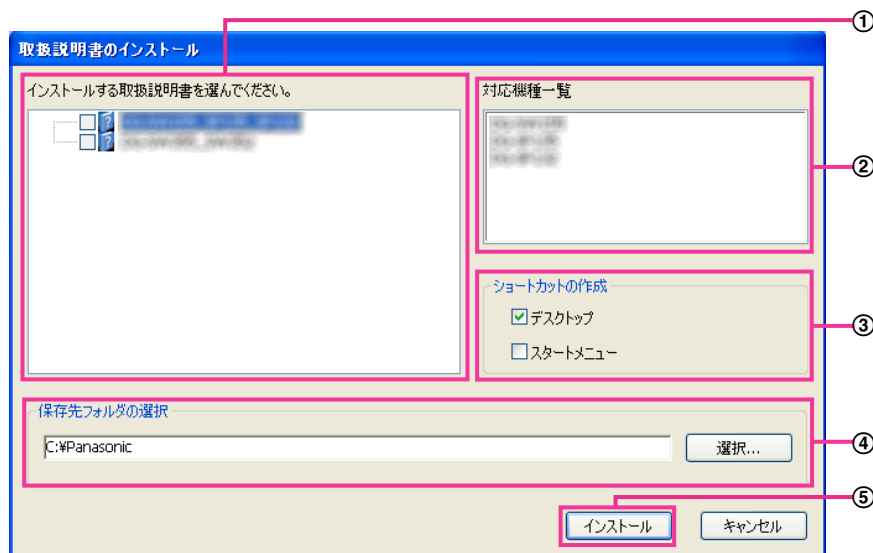 ①
取扱説明書のインストール
インストールする取扱説明書を選んでください。
対応機種一覧
②
ショートカットの作成
デスクトップ
③
スタートメニュー
保存先フォルダの選択
C:¥Panasonic
選択...
④
⑤
インストール
キャンセル